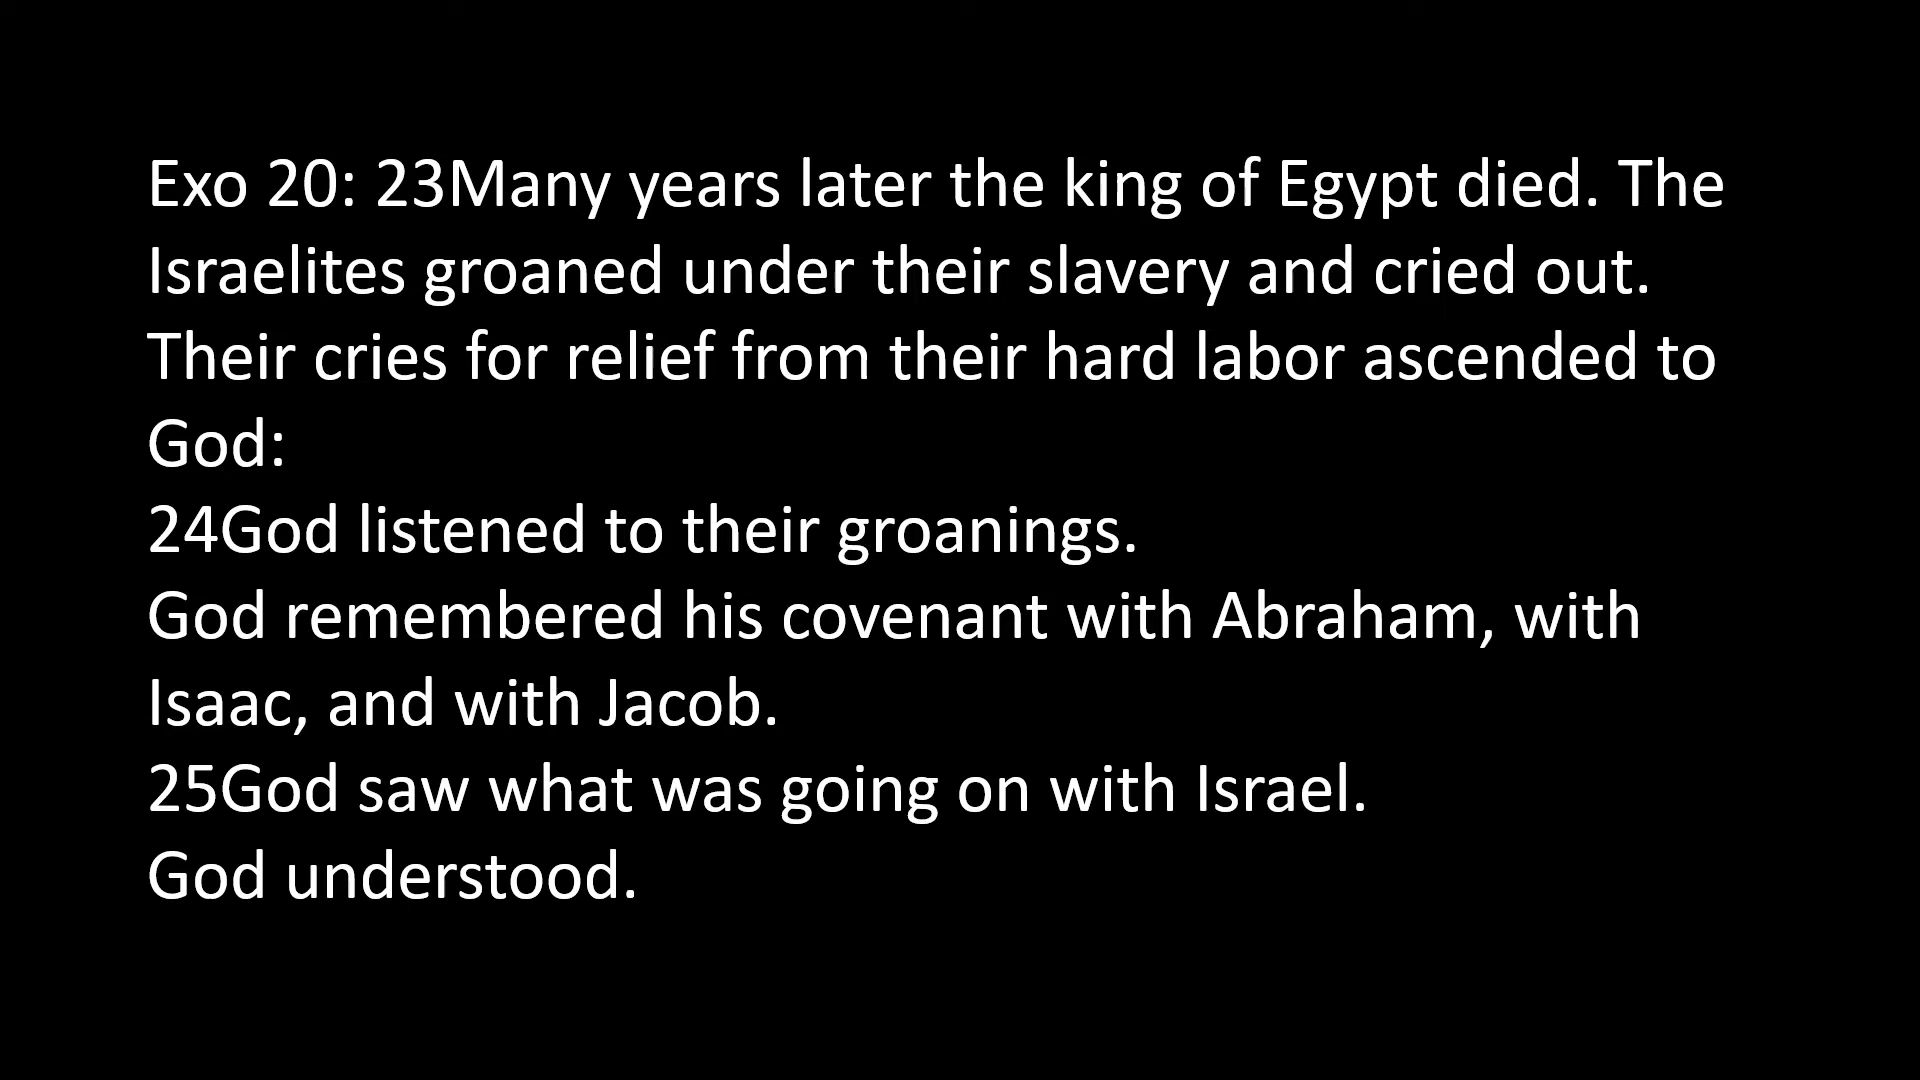 Exo 20: 23Many years later the king of Egypt died. The
Israelites groaned under their slavery and cried out.
Their cries for relief from their hard labor ascended to
God:
24God listened to their groanings.
God remembered his covenant with Abraham, with
Isaac, and with Jacob.
25God saw what was going on with Israel.
God understood.